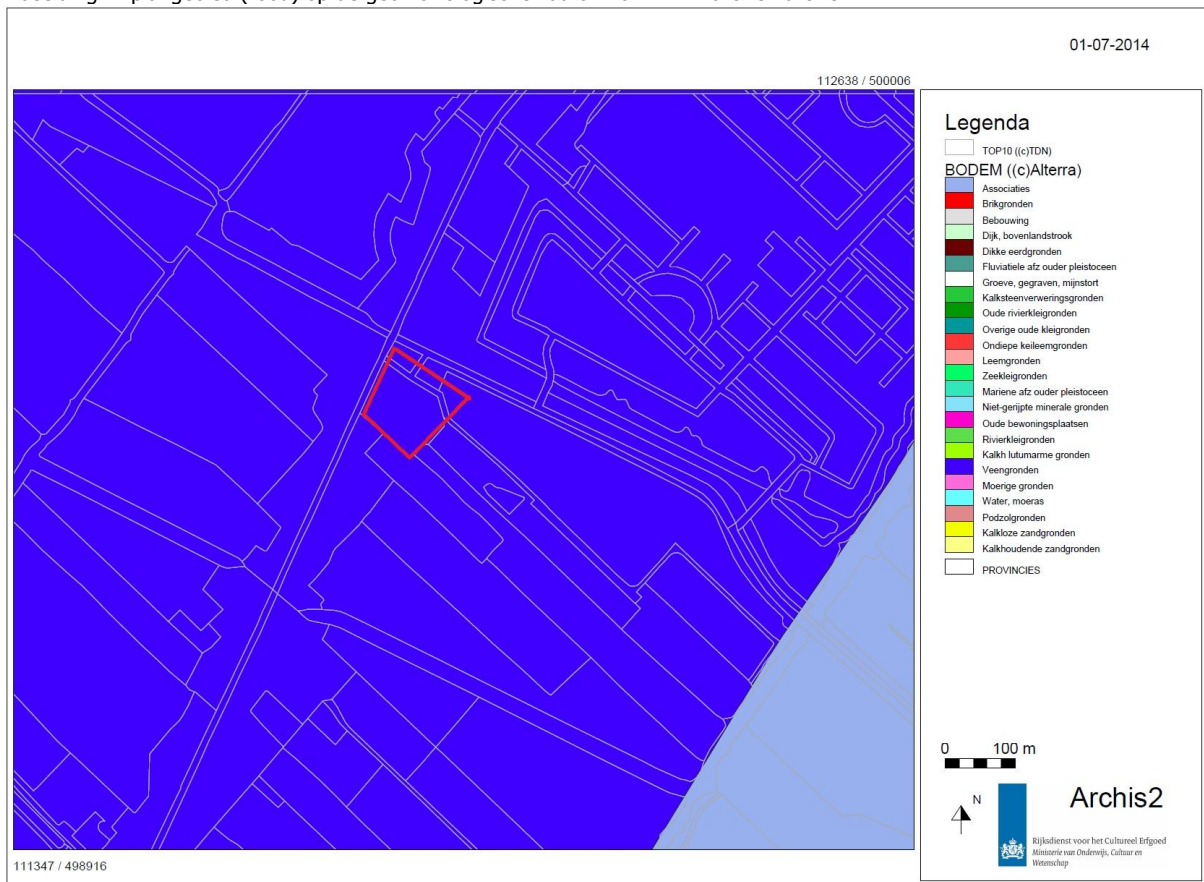 01-07-2014
112638 / 500006
Legenda
TOP10 ((c)TDN)
BODEM ((c)Alterra)
Associaties
Brikgronden
Bebouwing
Dijk, bovenlandstrook
Dikke eerdgronden
Fluviatiele afz ouder pleistoceen
Groeve, gegraven, mijnstort
Kalksteenverweringsgronden
Oude rivierkleigronden
Overige oude kleigronden
Ondiepe keileemgronden
Leemgronden
Zeekleigronden
Mariene afz ouder pleistoceen
Niet-gerijpte minerale gronden
Oude bewoningsplaatsen
Rivierkleigronden
Kalkh lutumarme gronden
Veengronden
Moerige gronden
Water, moeras
Podzolgronden
Kalkloze zandgronden
Kalkhoudende zandgronden
PROVINCIES
0 100 m
N
Archis2
Rijksdienst voor het Cultureel Erfgoed
Ministerie van Onderwijs, Cultuur en
Wetenschap
111347 / 498916